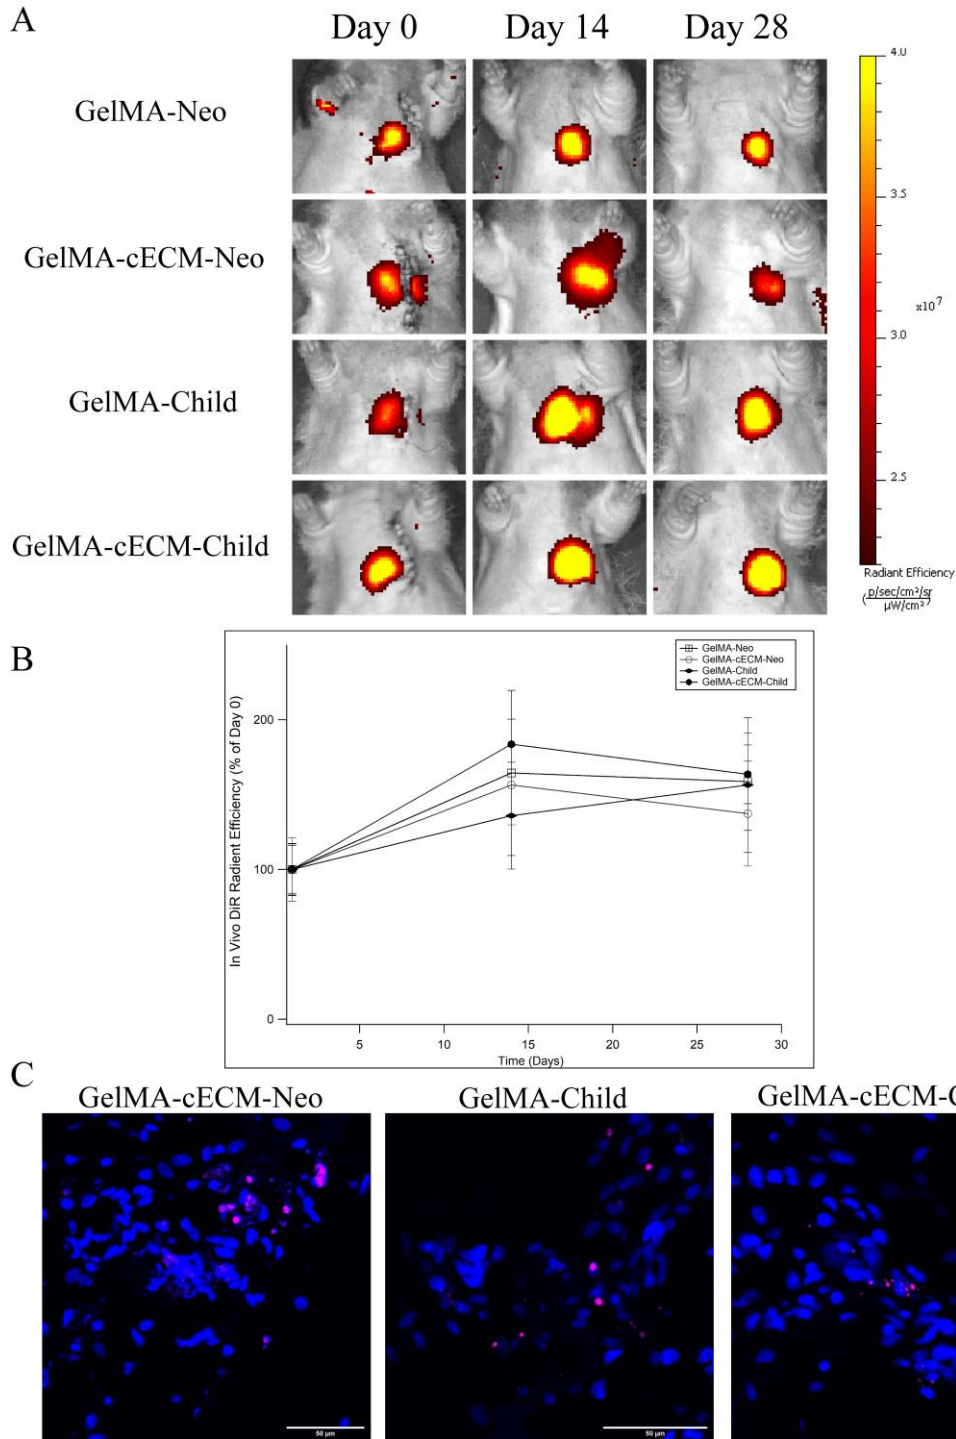 A
Day 0
Day 14
Day 28
GelMA-Neo
GelMA-cECM-Neo
GelMA-Child
GelMA-cECM-Child
4.0
3.5
x10⁷
3.0
2.5
Radiant Efficiency
(p/sec/cm²/sr
μW/cm²)
B
GelMA-Neo
GelMA-cECM-Neo
GelMA-Child
GelMA-cECM-Child
In Vivo DiR Radient Efficiency (% of Day 0)
200
100
0
5
10
15
20
25
30
Time (Days)
C
GelMA-cECM-Neo
GelMA-Child
GelMA-cECM-C
50 μm
50 μm